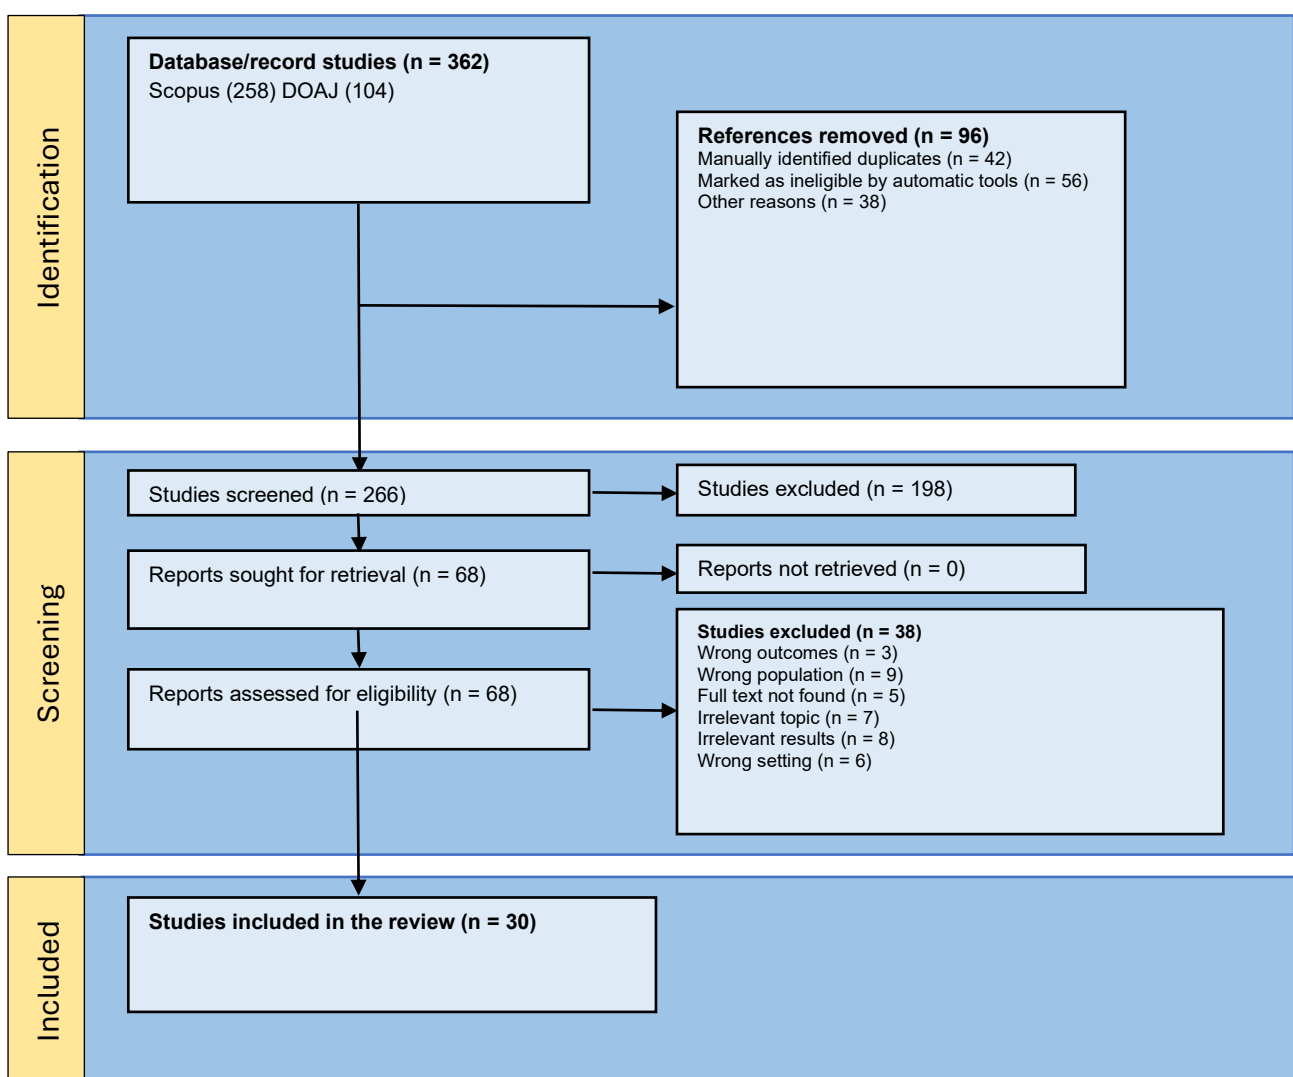 Identification
Database/record studies (n = 362)
Scopus (258) DOAJ (104)
References removed (n = 96)
Manually identified duplicates (n = 42)
Marked as ineligible by automatic tools (n = 56)
Other reasons (n = 38)
Screening
Studies screened (n = 266)
Studies excluded (n = 198)
Reports sought for retrieval (n = 68)
Reports not retrieved (n = 0)
Reports assessed for eligibility (n = 68)
Studies excluded (n = 38)
Wrong outcomes (n = 3)
Wrong population (n = 9)
Full text not found (n = 5)
Irrelevant topic (n = 7)
Irrelevant results (n = 8)
Wrong setting (n = 6)
Included
Studies included in the review (n = 30)